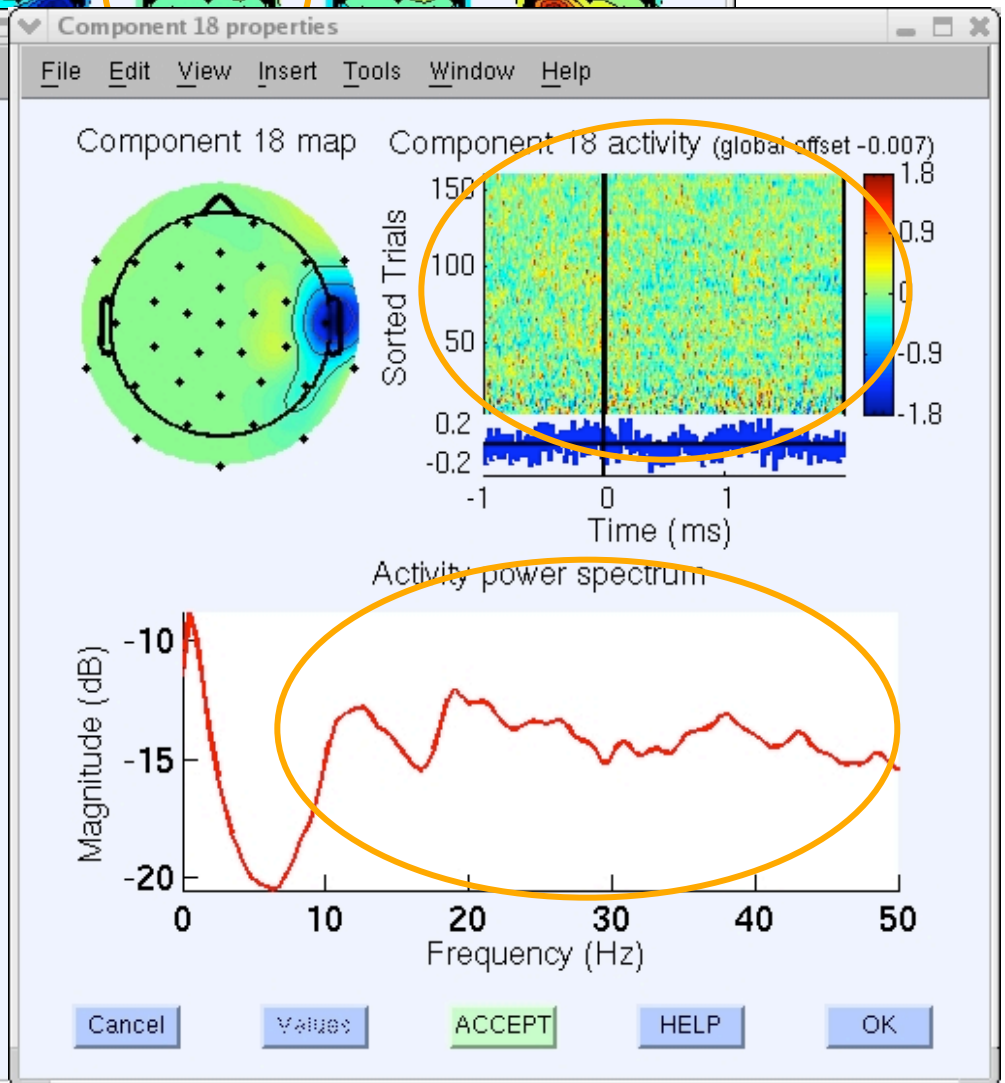 Component 18 properties
File Edit View Insert Tools Window Help
Component 18 map
Component 18 activity (global offset -0.007)
Sorted Trials
150
100
50
0.2
-0.2
1.8
0.9
0
-0.9
-1.8
-1 0 1
Time (ms)
Activity power spectrum
Magnitude (dB)
-10
-15
-20
0 10 20 30 40 50
Frequency (Hz)
Cancel Values ACCEPT HELP OK